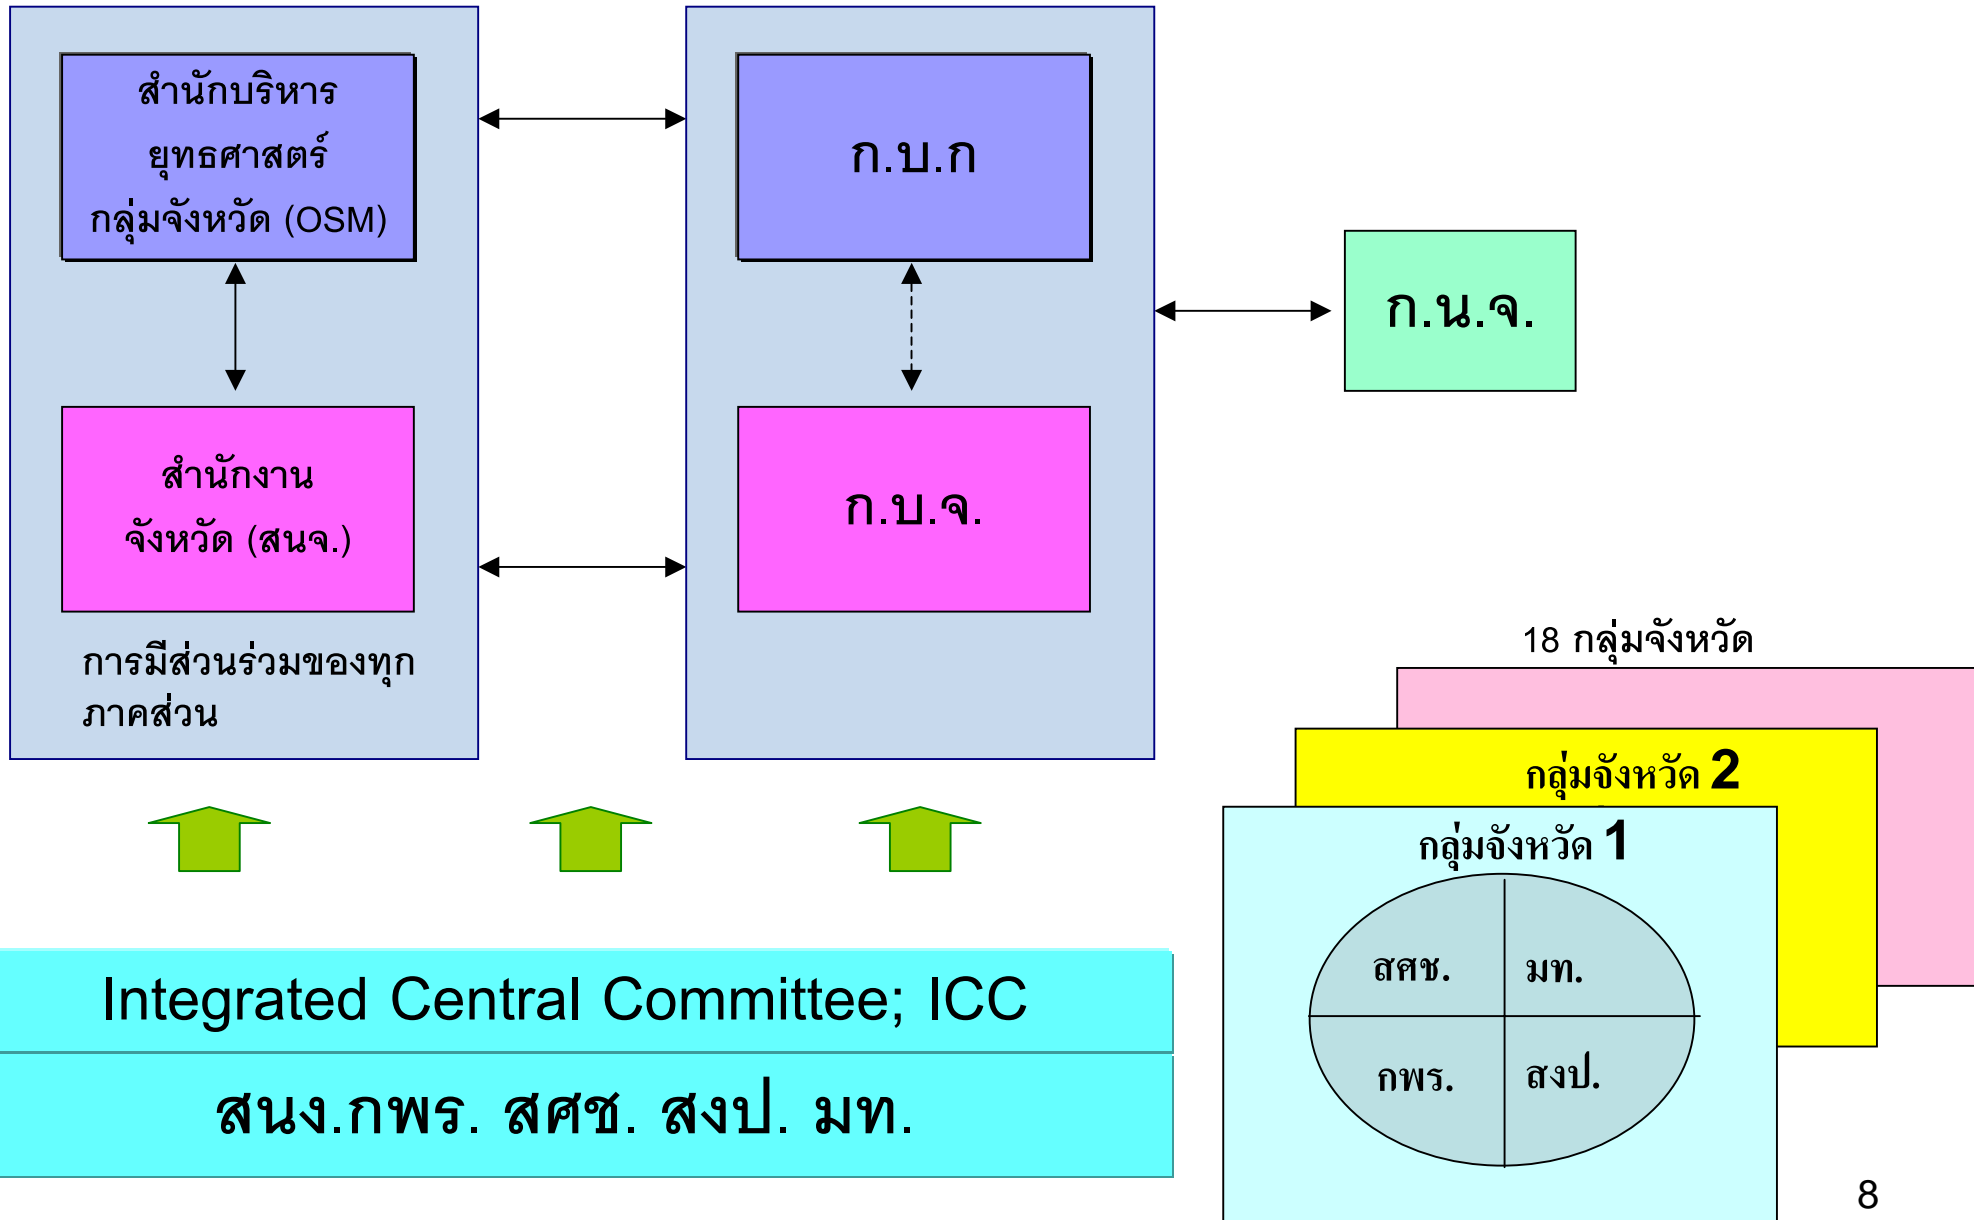 สำนักบริหาร
ยุทธศาสตร์
กลุ่มจังหวัด (OSM)
สำนักงาน
จังหวัด (สนจ.)
การมีส่วนร่วมของทุก
ภาคส่วน
ก.บ.ก
ก.บ.จ.
ก.น.จ.
18 กลุ่มจังหวัด
กลุ่มจังหวัด 2
กลุ่มจังหวัด 1
สศช. มท.
กพร. สงป.
Integrated Central Committee; ICC
สนง.กพร. สศช. สงป. มท.
8